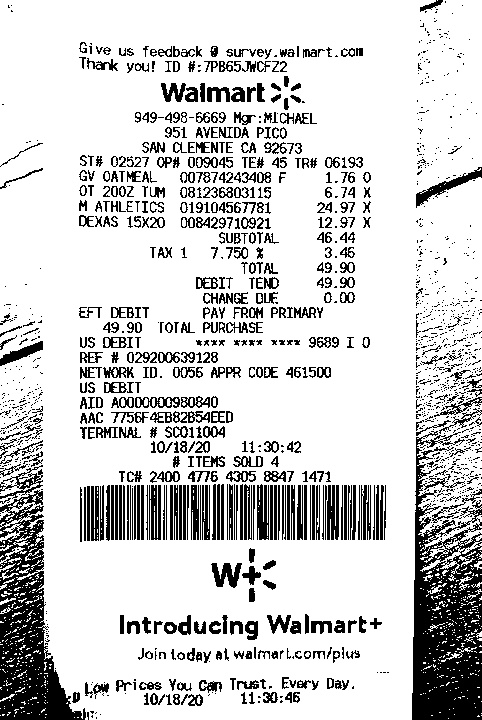 Give us feedback @ survey.walmart.com
Thank you! ID #:7PB65JWCFZ2
Walmart
949-498-6669 Mgr:MICHAEL
951 AVENIDA PICO
SAN CLEMENTE CA 92673
ST# 02527 OP# 009045 TE# 45 TR# 06193
GV OATMEAL 007874243408 F 1.76 O
OT 20OZ TUM 081236803115 6.74 X
M ATHLETICS 019104567781 24.97 X
DEXAS 15X20 008429710921 12.97 X
SUBTOTAL 46.44
TAX 1 7.750 % 3.46
TOTAL 49.90
DEBIT TEND 49.90
CHANGE DUE 0.00
EFT DEBIT PAY FROM PRIMARY
49.90 TOTAL PURCHASE
US DEBIT **** **** **** 9689 I 0
REF # 029200639128
NETWORK ID. 0056 APPR CODE 461500
US DEBIT
AID A0000000980840
AAC 7756F4EB82B54EED
TERMINAL # SC011004
10/18/20 11:30:42
# ITEMS SOLD 4
TC# 2400 4776 4305 8847 1471
W+
Introducing Walmart+
Join today at walmart.com/plus
Low Prices You Can Trust. Every Day.
10/18/20 11:30:46